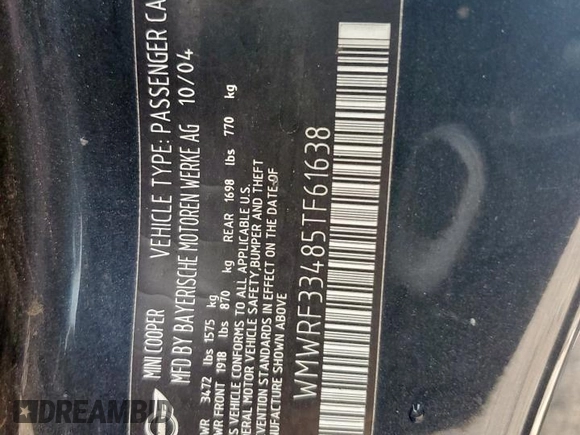 MINI COOPER VEHICLE TYPE: PASSENGER CA
MFD BY BAYERISCHE MOTOREN WERKE AG 10/04
WR 3472 lbs 1575 kg
WR FRONT 1918 lbs 870 kg REAR 1698 lbs 770 kg
S VEHICLE CONFORMS TO ALL APPLICABLE U.S.
ERAL MOTOR VEHICLE SAFETY,BUMPER AND THEFT
VENTION STANDARDS IN EFFECT ON THE DATE OF
NUFACTURE SHOWN ABOVE
WMWRF33485TF61638
DREAMBID